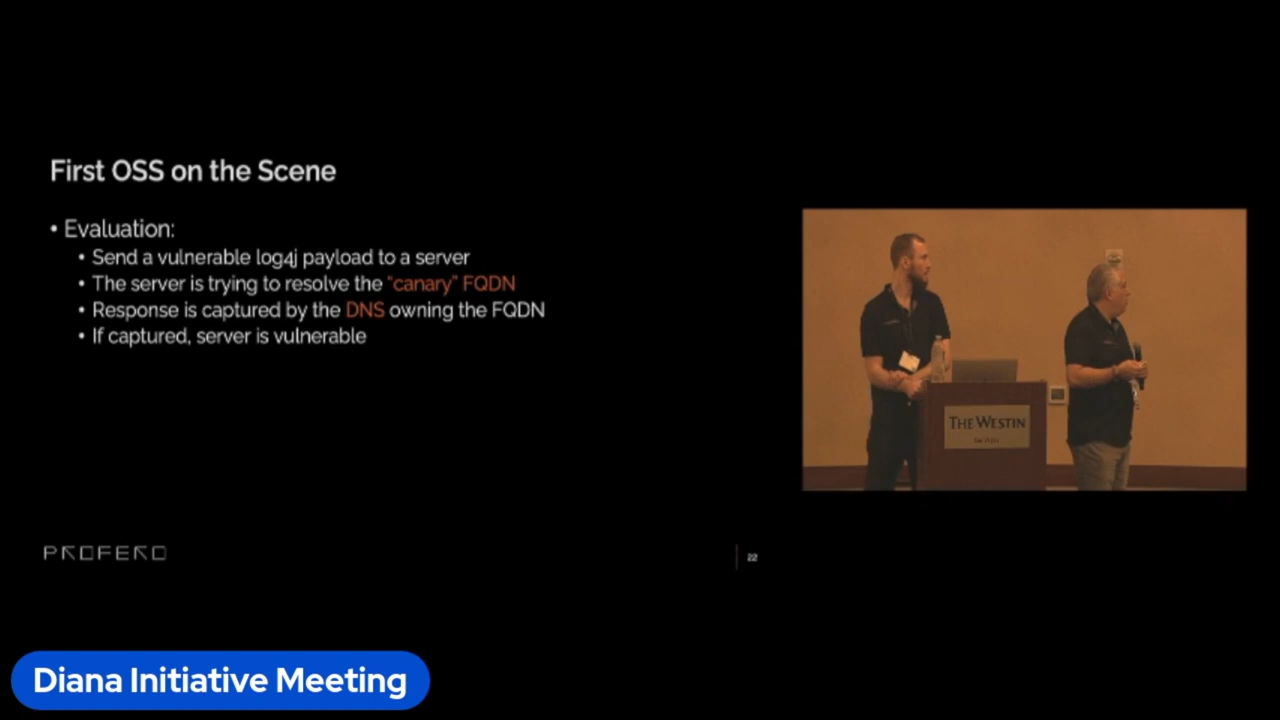 First OSS on the Scene
• Evaluation:
• Send a vulnerable log4j payload to a server
• The server is trying to resolve the “canary” FQDN
• Response is captured by the DNS owning the FQDN
• If captured, server is vulnerable
THE WESTIN
PROFERO
22
Diana Initiative Meeting